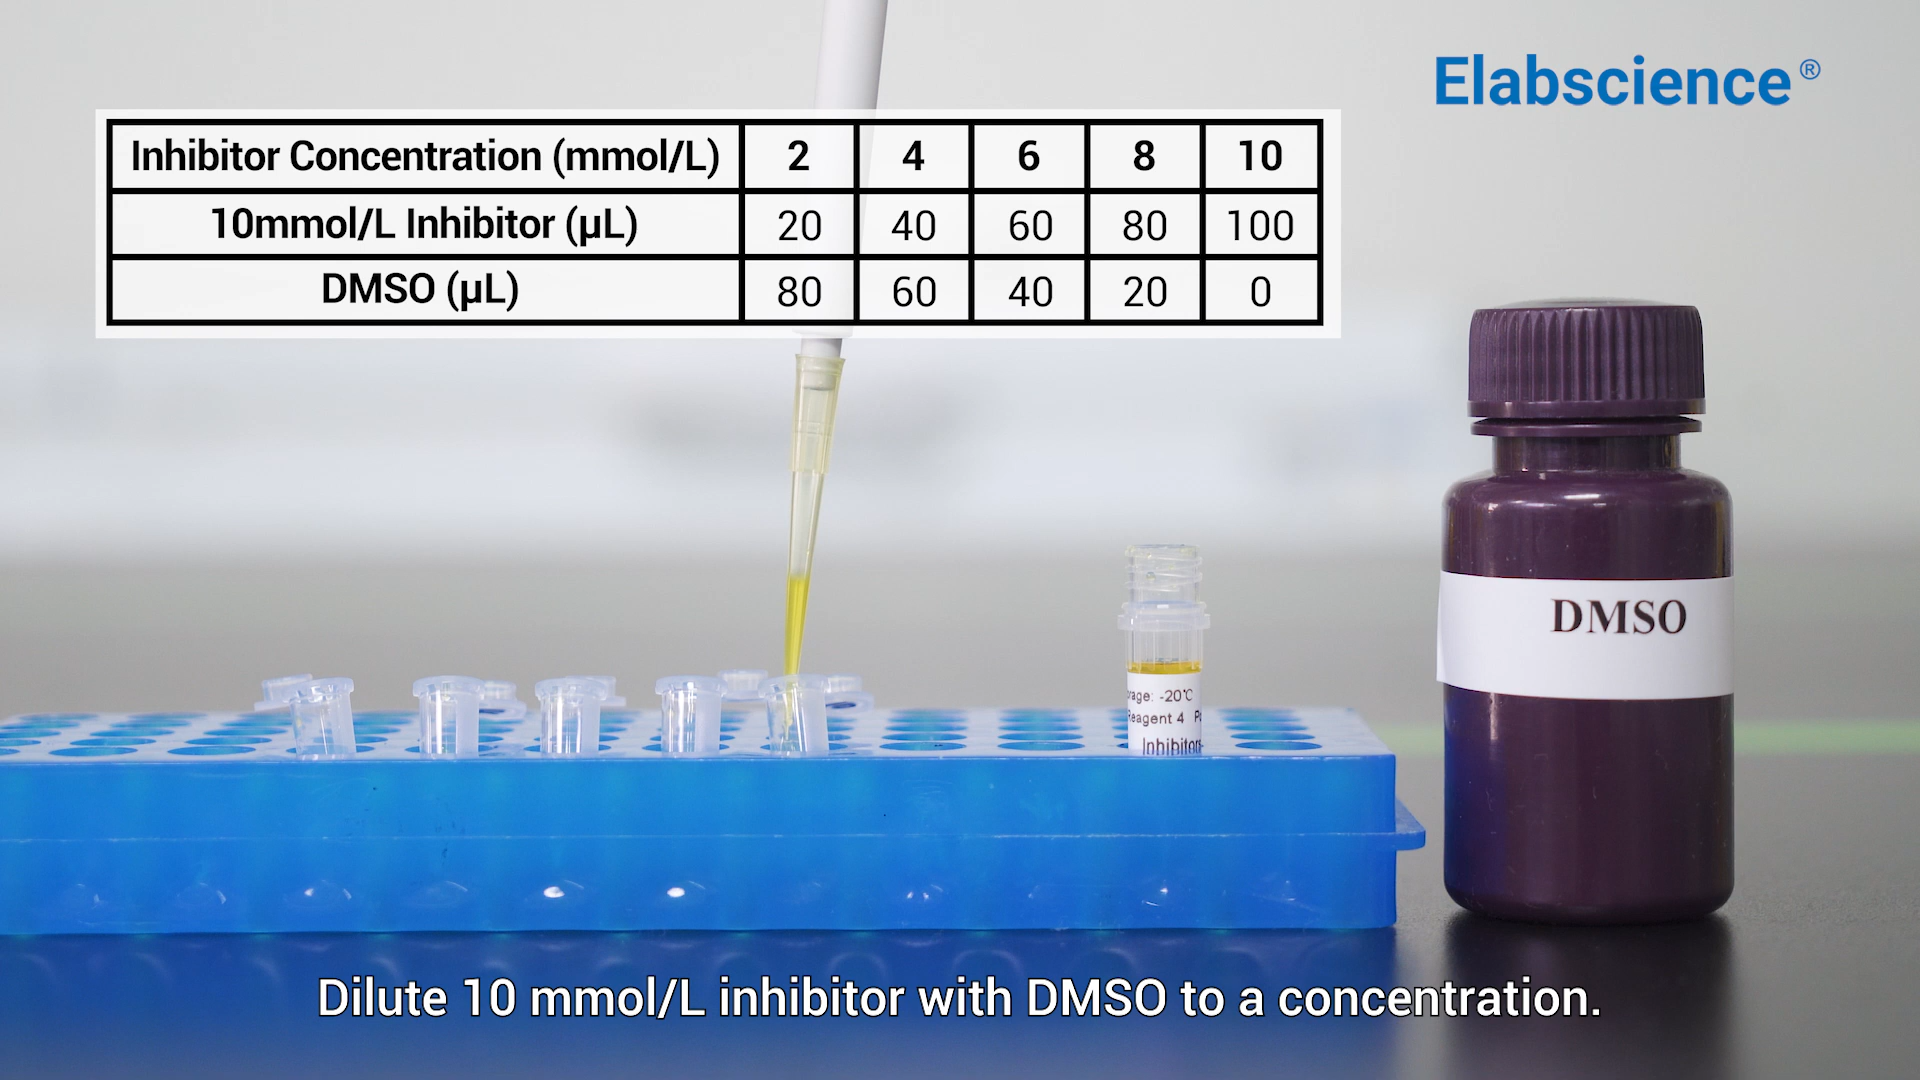 Elabscience®
Inhibitor Concentration (mmol/L) 2 4 6 8 10
10mmol/L Inhibitor (μL) 20 40 60 80 100
DMSO (μL) 80 60 40 20 0
DMSO
-20℃
Reagent 4
Inhibitor
Dilute 10 mmol/L inhibitor with DMSO to a concentration.